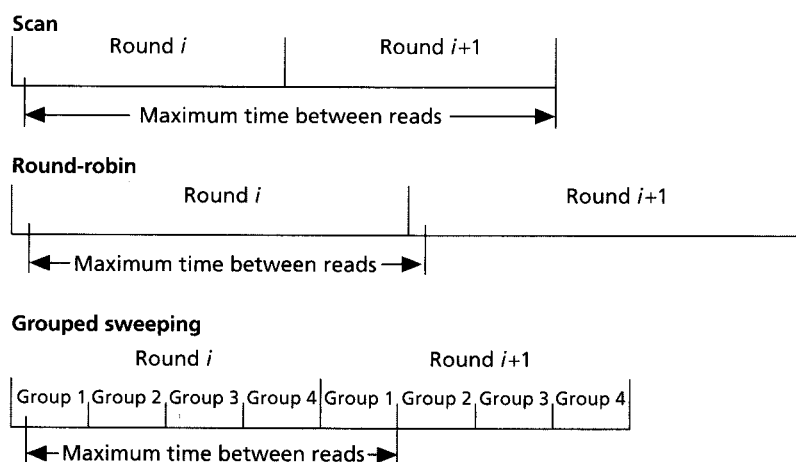 Scan
Round i Round i+1
Maximum time between reads
Round-robin
Round i Round i+1
Maximum time between reads
Grouped sweeping
Round i Round i+1
Group 1 Group 2 Group 3 Group 4 Group 1 Group 2 Group 3 Group 4
Maximum time between reads